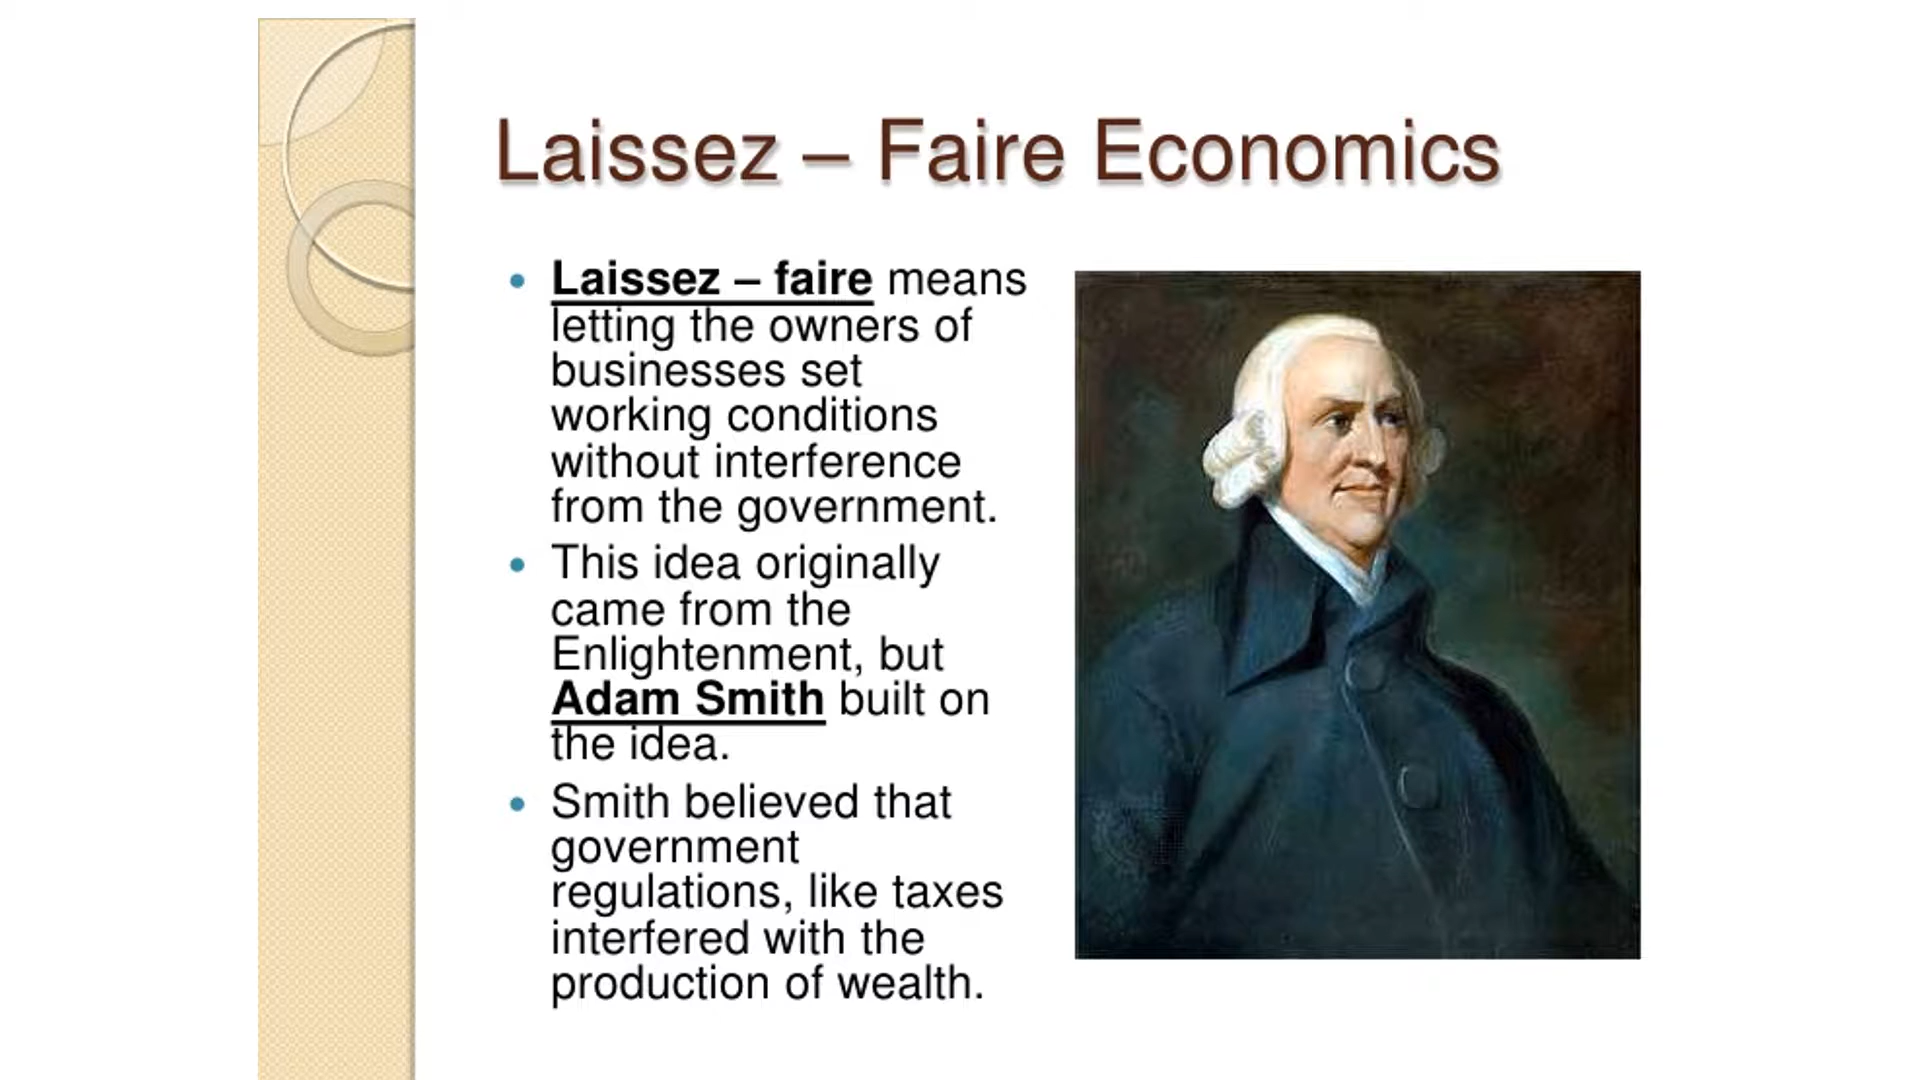 Laissez – Faire Economics
• Laissez – faire means
letting the owners of
businesses set
working conditions
without interference
from the government.
• This idea originally
came from the
Enlightenment, but
Adam Smith built on
the idea.
• Smith believed that
government
regulations, like taxes
interfered with the
production of wealth.